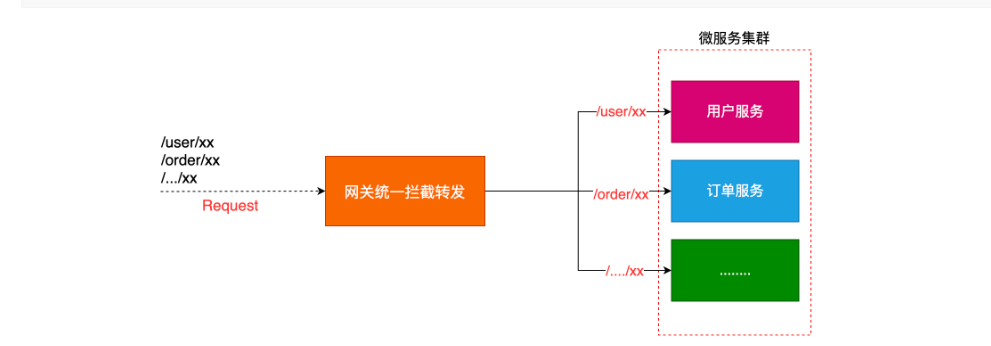 微服务集群
/user/xx
/order/xx
/.../xx
Request
网关统一拦截转发
/user/xx
用户服务
/order/xx
订单服务
/..../xx
........